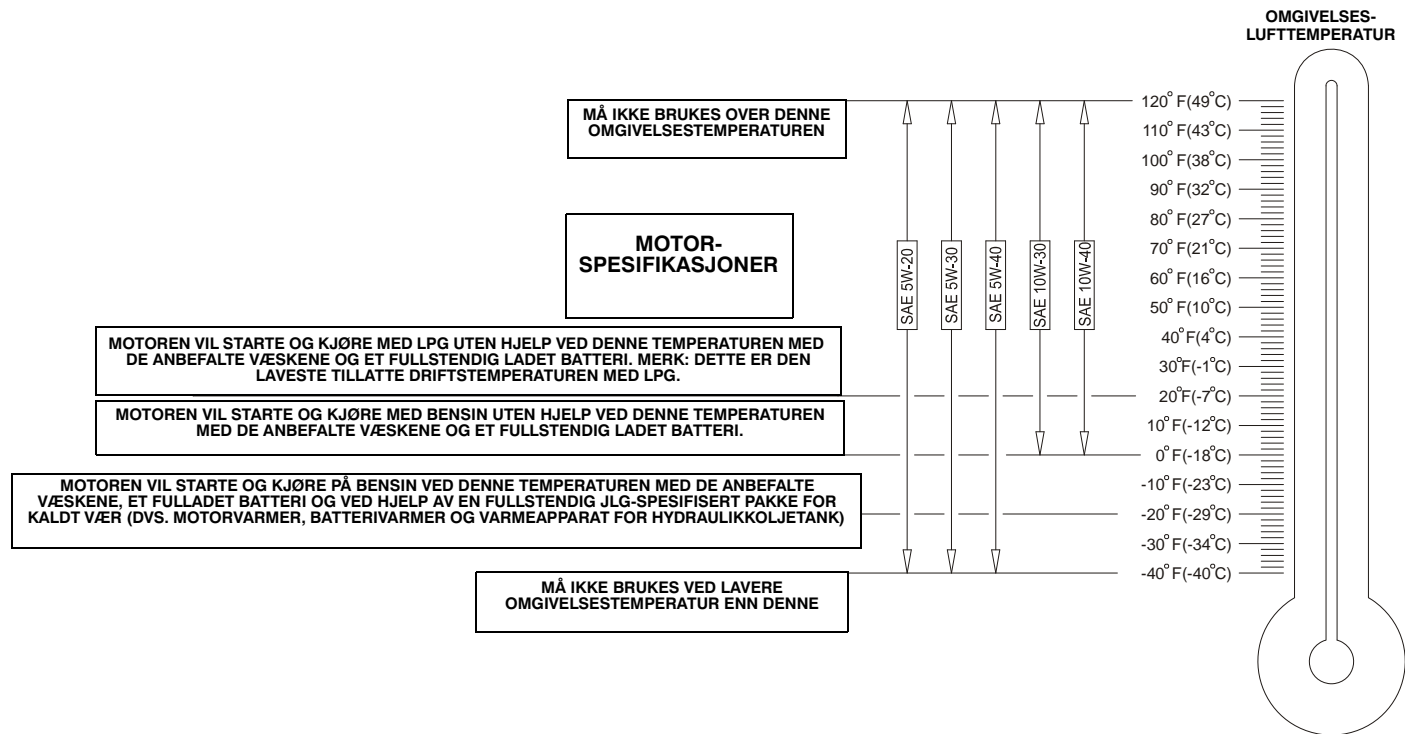 OMGIVELSES-
LUFTTEMPERATUR
MÅ IKKE BRUKES OVER DENNE
OMGIVELSESTEMPERATUREN
MOTOR-
SPESIFIKASJONER
MOTOREN VIL STARTE OG KJØRE MED LPG UTEN HJELP VED DENNE TEMPERATUREN MED
DE ANBEFALTE VÆSKENE OG ET FULLSTENDIG LADET BATTERI. MERK: DETTE ER DEN
LAVESTE TILLATTE DRIFTSTEMPERATUREN MED LPG.
MOTOREN VIL STARTE OG KJØRE MED BENSIN UTEN HJELP VED DENNE TEMPERATUREN
MED DE ANBEFALTE VÆSKENE OG ET FULLSTENDIG LADET BATTERI.
MOTOREN VIL STARTE OG KJØRE PÅ BENSIN VED DENNE TEMPERATUREN MED DE ANBEFALTE
VÆSKENE, ET FULLADET BATTERI OG VED HJELP AV EN FULLSTENDIG JLG-SPESIFISERT PAKKE FOR
KALDT VÆR (DVS. MOTORVARMER, BATTERIVARMER OG VARMEAPPARAT FOR HYDRAULIKKOLJETANK)
MÅ IKKE BRUKES VED LAVERE
OMGIVELSESTEMPERATUR ENN DENNE
SAE 5W-20
SAE 5W-30
SAE 5W-40
SAE 10W-30
SAE 10W-40
120° F(49°C)
110° F(43°C)
100° F(38°C)
90° F(32°C)
80° F(27°C)
70° F(21°C)
60° F(16°C)
50° F(10°C)
40° F(4°C)
30°F(-1°C)
20°F(-7°C)
10°F(-12°C)
0°F(-18°C)
-10° F(-23°C)
-20° F(-29°C)
-30° F(-34°C)
-40° F(-40°C)